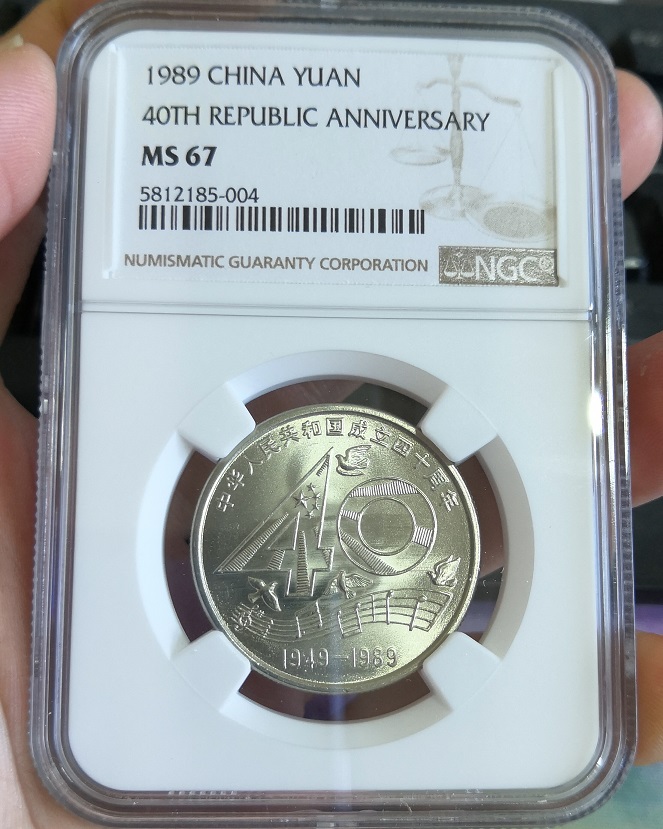 1989 CHINA YUAN
40TH REPUBLIC ANNIVERSARY
MS 67
5812185-004
NUMISMATIC GUARANTY CORPORATION
NGC®
中华人民共和国成立四十周年
40
1949–1989